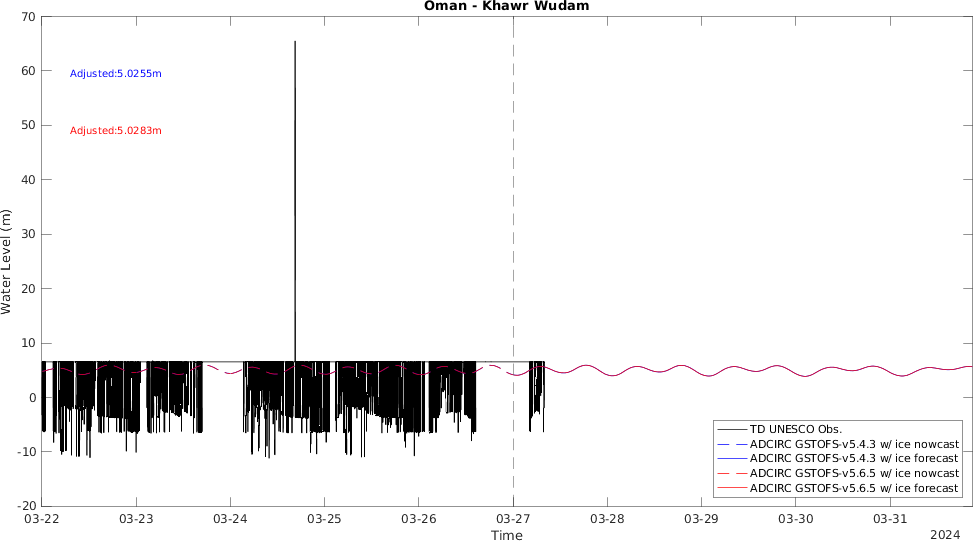 Oman - Khawr Wudam
70
60
50
40
30
20
10
0
-10
-20
Water Level (m)
Adjusted:5.0255m
Adjusted:5.0283m
TD UNESCO Obs.
ADCIRC GSTOFS-v5.4.3 w/ ice nowcast
ADCIRC GSTOFS-v5.4.3 w/ ice forecast
ADCIRC GSTOFS-v5.6.5 w/ ice nowcast
ADCIRC GSTOFS-v5.6.5 w/ ice forecast
03-22 03-23 03-24 03-25 03-26 03-27 03-28 03-29 03-30 03-31
Time
2024